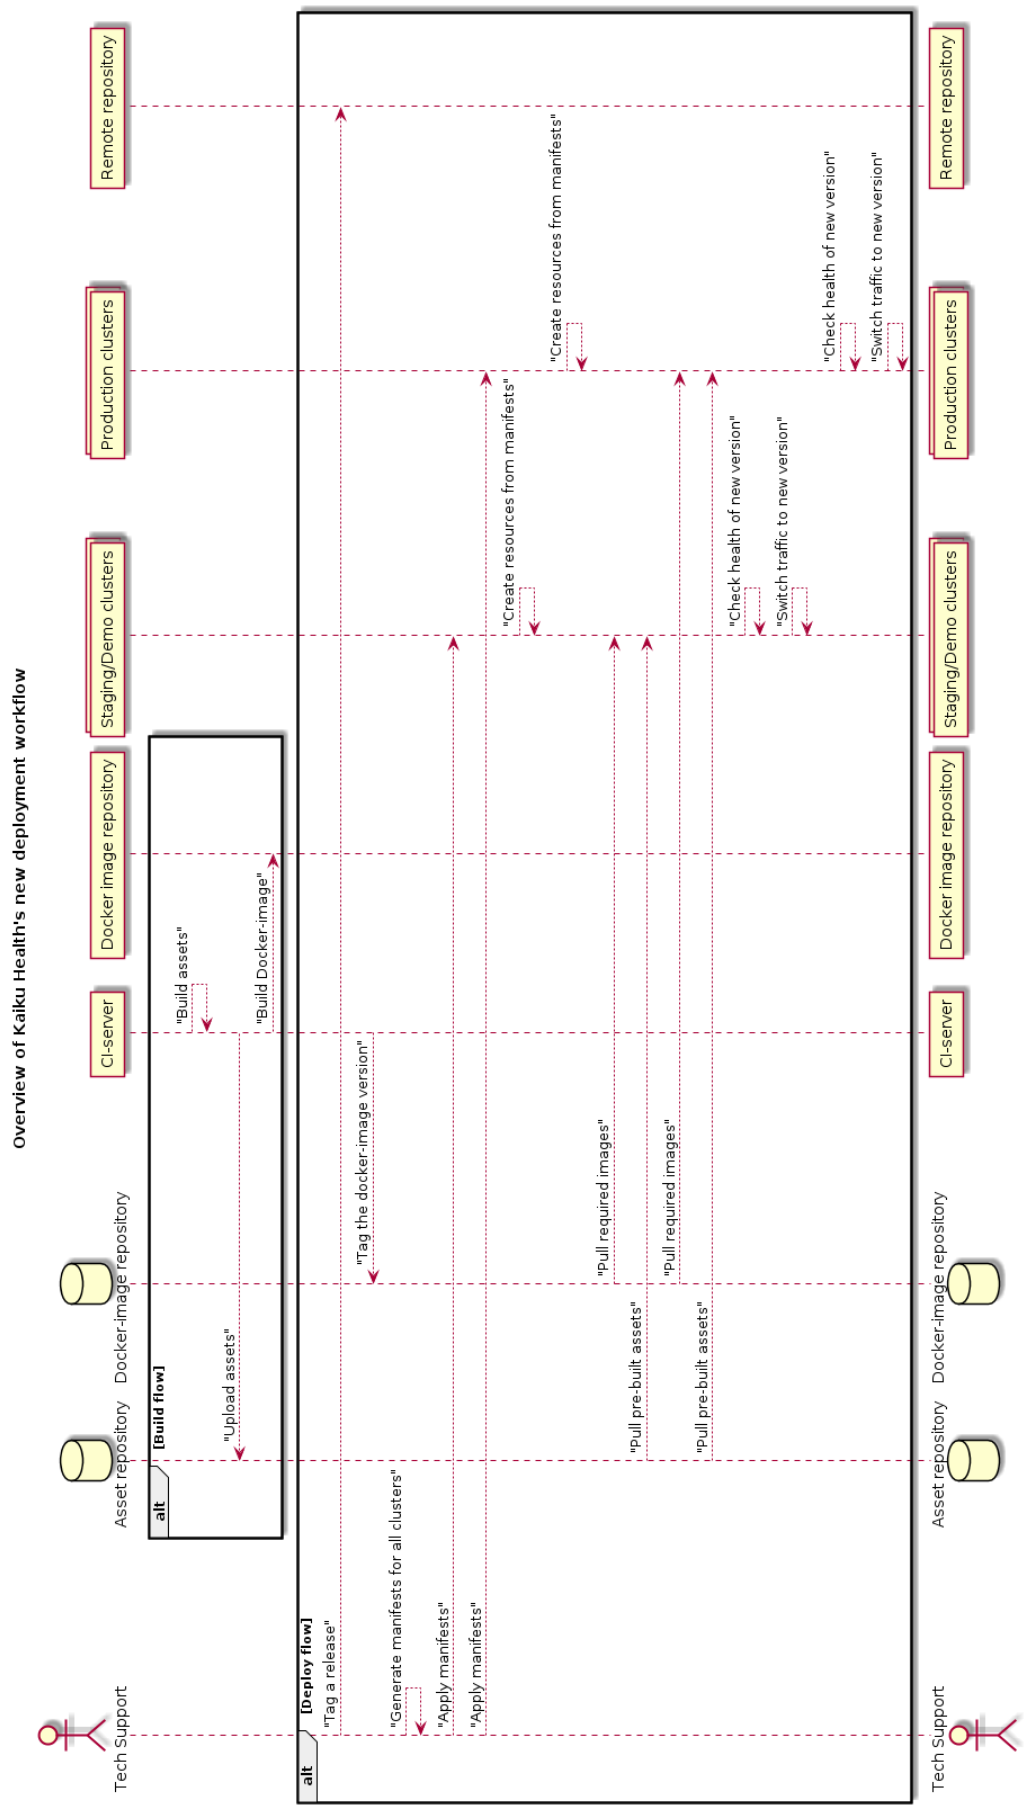 Overview of Kaiku Health's new deployment workflow
Tech Support
Asset repository
Docker-image repository
CI-server
Docker image repository
Staging/Demo clusters
Production clusters
Remote repository
alt
[Build flow]
"Build assets"
"Upload assets"
"Build Docker-image"
alt
[Deploy flow]
"Tag a release"
"Tag the docker-image version"
"Generate manifests for all clusters"
"Apply manifests"
"Apply manifests"
"Create resources from manifests"
"Create resources from manifests"
"Pull required images"
"Pull pre-built assets"
"Pull required images"
"Pull pre-built assets"
"Check health of new version"
"Switch traffic to new version"
"Check health of new version"
"Switch traffic to new version"
Tech Support
Asset repository
Docker-image repository
CI-server
Docker image repository
Staging/Demo clusters
Production clusters
Remote repository